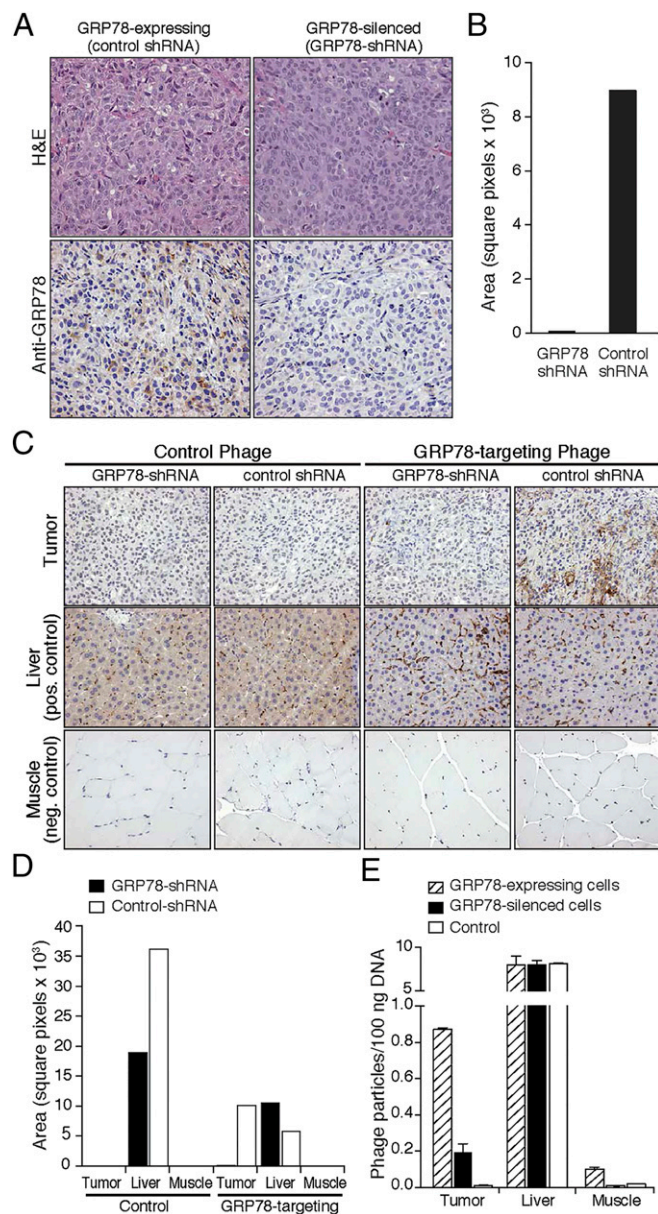 A
GRP78-expressing
(control shRNA)
GRP78-silenced
(GRP78-shRNA)
H&E
Anti-GRP78
B
Area (square pixels x 10³)
10
8
6
4
2
0
GRP78
shRNA
Control
shRNA
C
Control Phage
GRP78-targeting Phage
GRP78-shRNA
control shRNA
GRP78-shRNA
control shRNA
Tumor
Liver
(pos. control)
Muscle
(neg. control)
D
GRP78-shRNA
Control-shRNA
Area (square pixels x 10³)
40
35
30
25
20
15
10
5
0
Tumor Liver Muscle Tumor Liver Muscle
Control
GRP78-targeting
E
GRP78-expressing cells
GRP78-silenced cells
Control
Phage particles/100 ng DNA
10
5
1.0
0.8
0.6
0.4
0.2
0.00
Tumor
Liver
Muscle